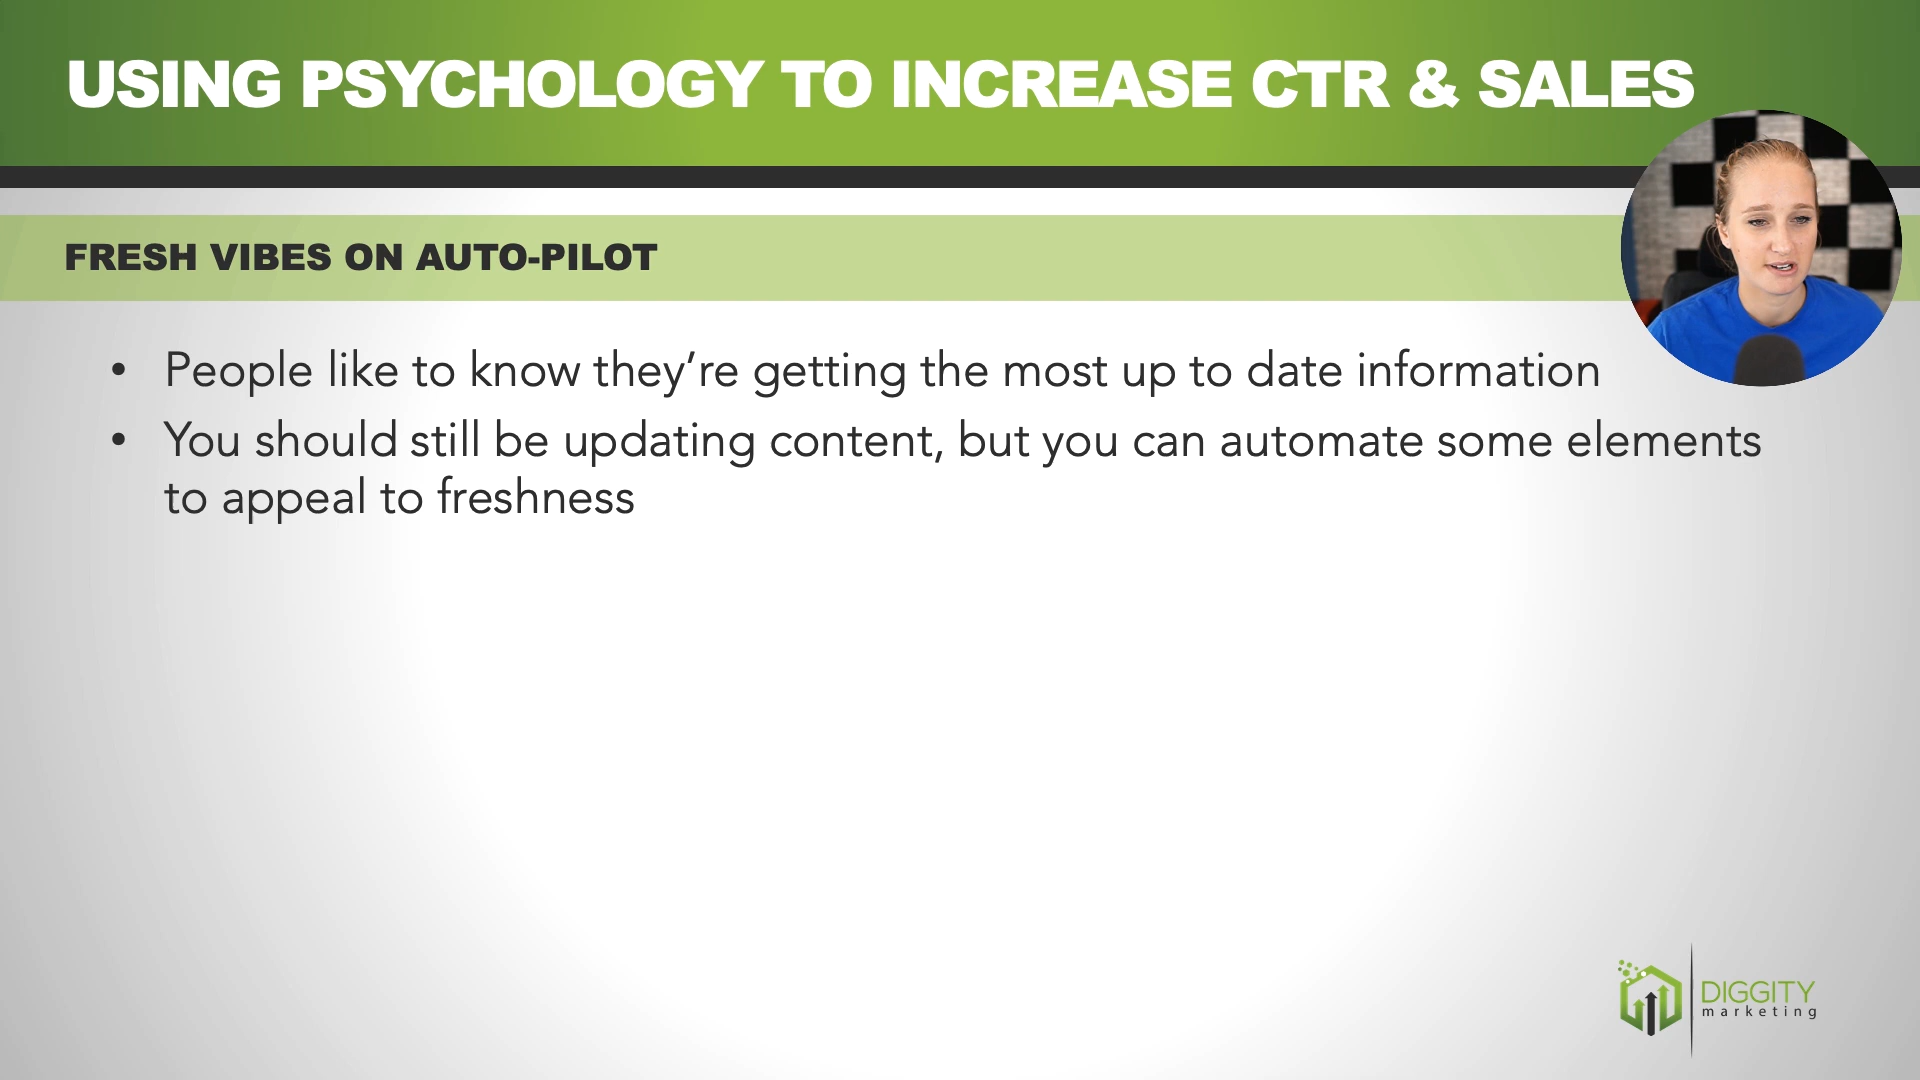 USING PSYCHOLOGY TO INCREASE CTR & SALES
FRESH VIBES ON AUTO-PILOT
• People like to know they’re getting the most up to date information
• You should still be updating content, but you can automate some elements
to appeal to freshness
DIGGITY
marketing